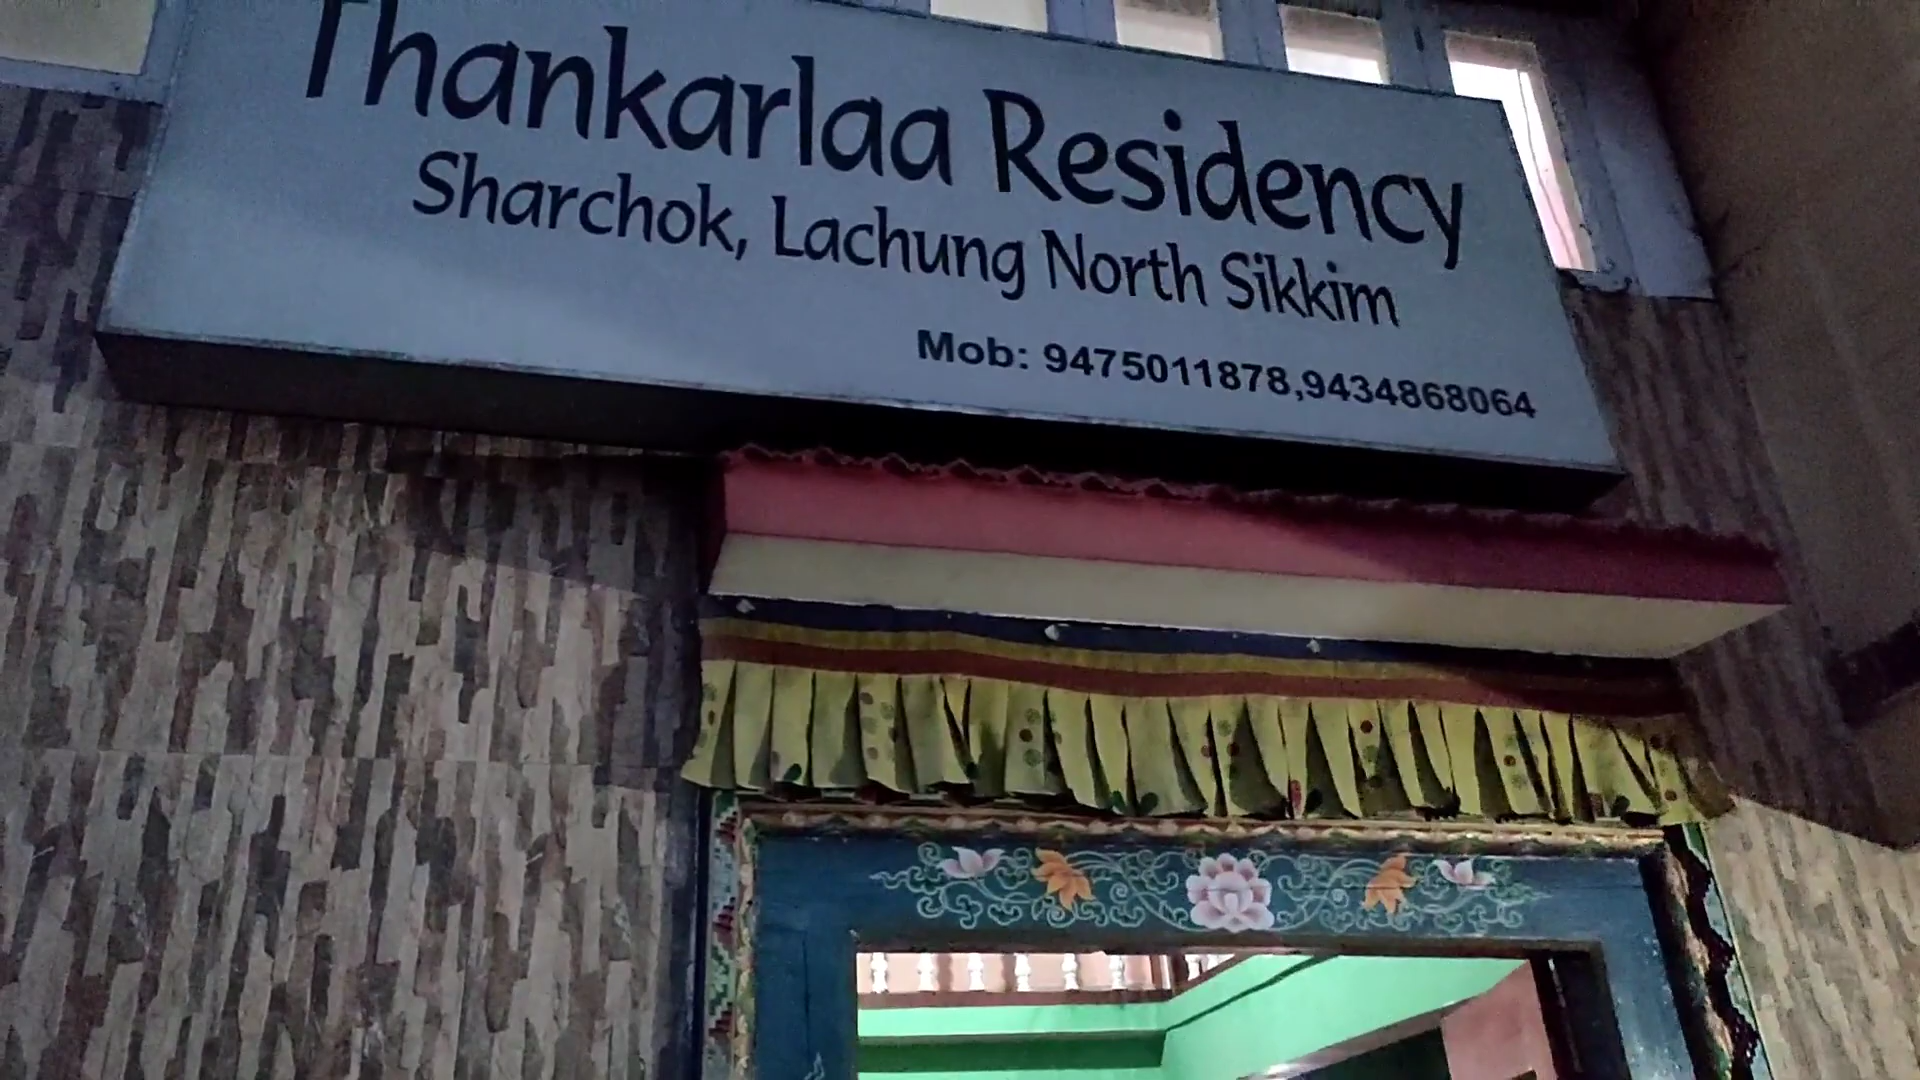 Thankarlaa Residency
Sharchok, Lachung North Sikkim
Mob: 9475011878,9434868064